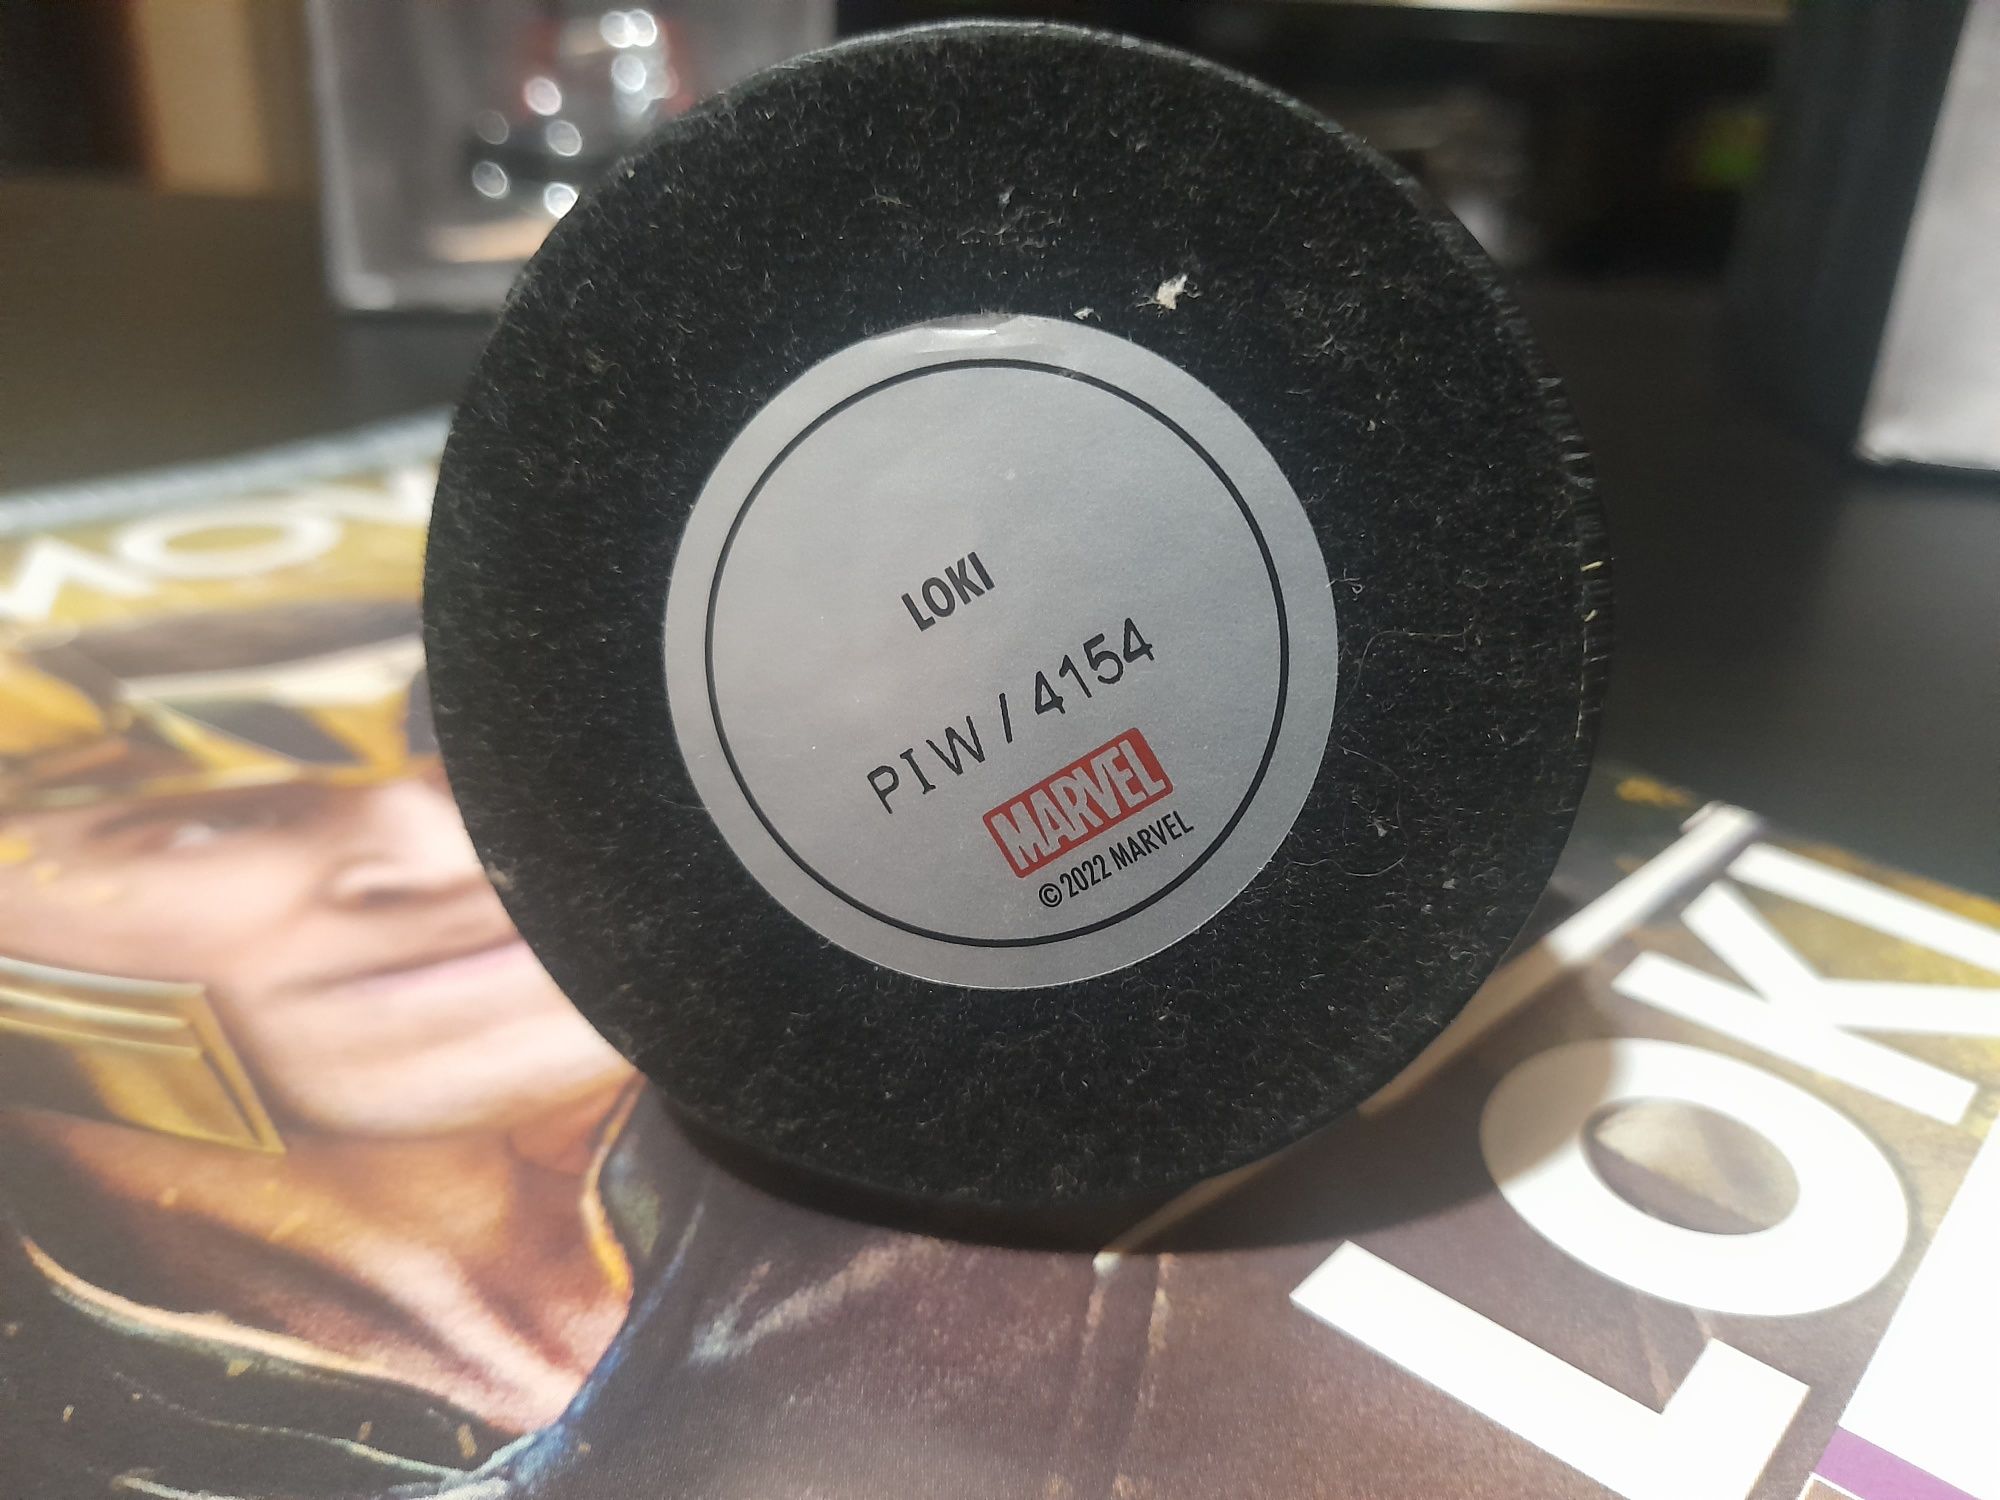 LOKI
PIW / 4154
MARVEL
© 2022 MARVEL
LOKI